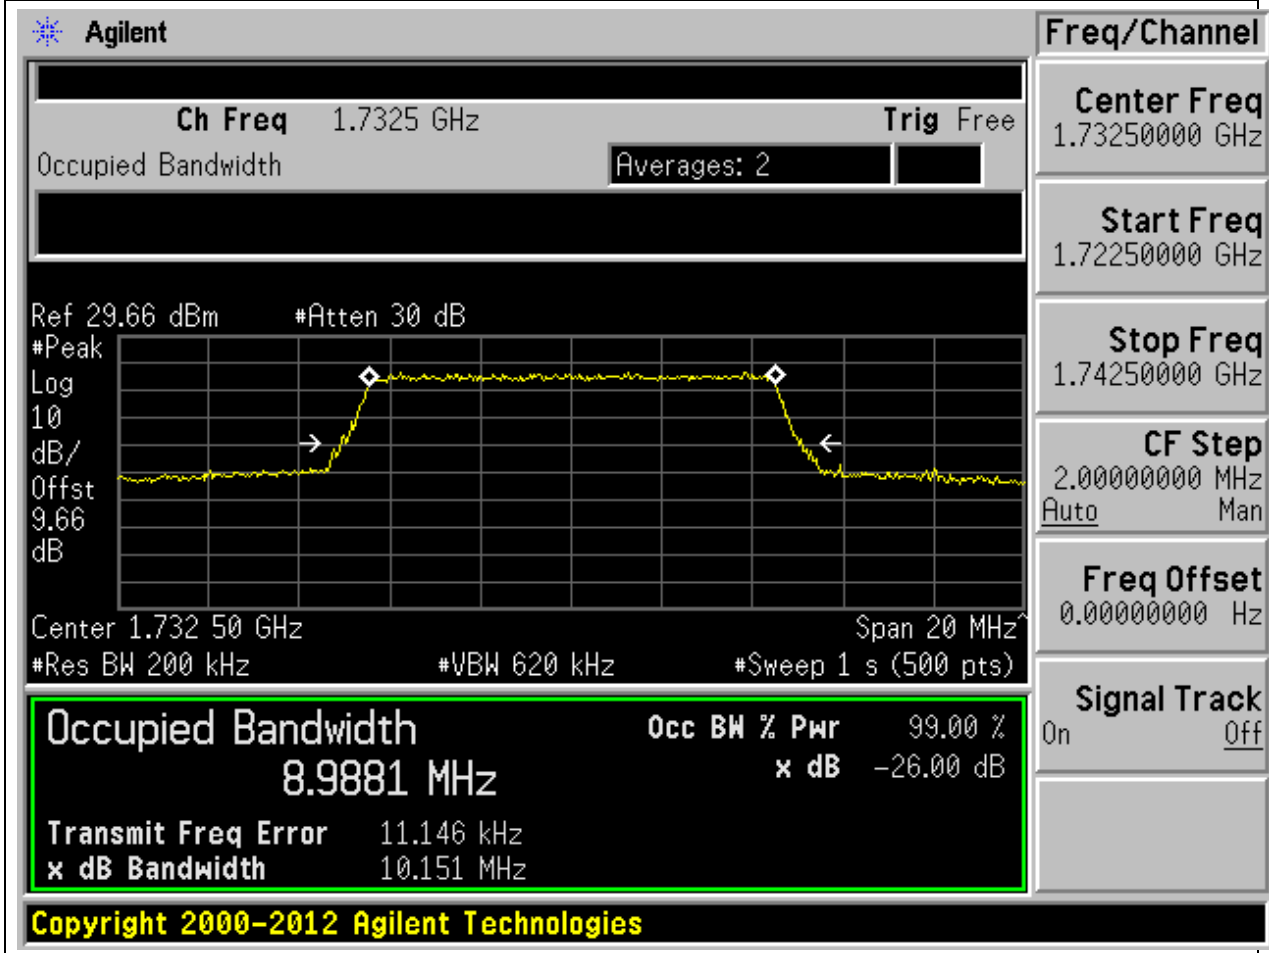 Agilent
Freq/Channel
Ch Freq 1.7325 GHz Trig Free
Occupied Bandwidth Averages: 2
Center Freq
1.73250000 GHz
Start Freq
1.72250000 GHz
Stop Freq
1.74250000 GHz
CF Step
2.00000000 MHz
Auto Man
Freq Offset
0.00000000 Hz
Signal Track
On Off
Ref 29.66 dBm #Atten 30 dB
#Peak
Log
10
dB/
Offst
9.66
dB
Center 1.732 50 GHz Span 20 MHz^
#Res BW 200 kHz #VBW 620 kHz #Sweep 1 s (500 pts)
Occupied Bandwidth Occ BW % Pwr 99.00 %
8.9881 MHz x dB -26.00 dB
Transmit Freq Error 11.146 kHz
x dB Bandwidth 10.151 MHz
Copyright 2000-2012 Agilent Technologies